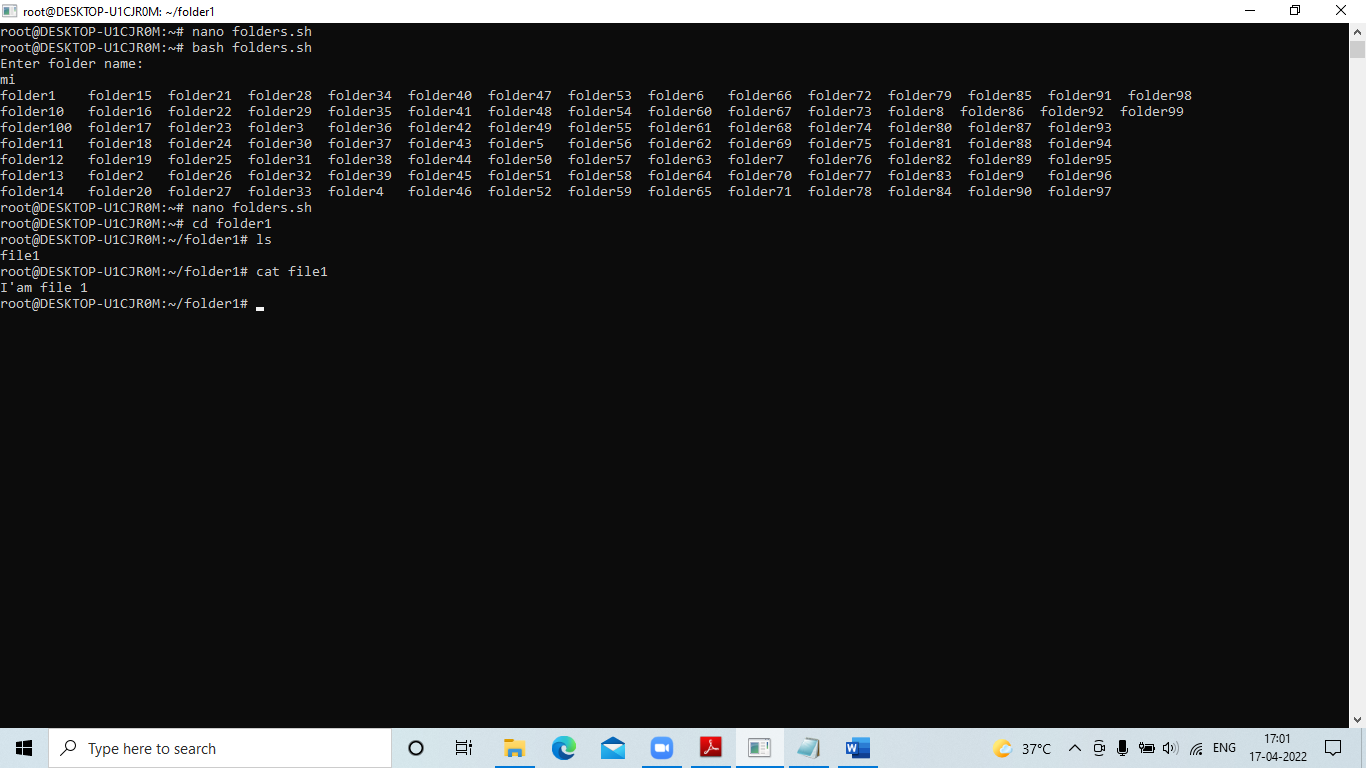 root@DESKTOP-U1CJR0M: ~/folder1
root@DESKTOP-U1CJR0M:~# nano folders.sh
root@DESKTOP-U1CJR0M:~# bash folders.sh
Enter folder name:
mi
folder1    folder15  folder21  folder28  folder34  folder40  folder47  folder53  folder6   folder66  folder72  folder79  folder85  folder91  folder98
folder10   folder16  folder22  folder29  folder35  folder41  folder48  folder54  folder60  folder67  folder73  folder8  folder86  folder92  folder99
folder100  folder17  folder23  folder3   folder36  folder42  folder49  folder55  folder61  folder68  folder74  folder80  folder87  folder93
folder11   folder18  folder24  folder30  folder37  folder43  folder5   folder56  folder62  folder69  folder75  folder81  folder88  folder94
folder12   folder19  folder25  folder31  folder38  folder44  folder50  folder57  folder63  folder7   folder76  folder82  folder89  folder95
folder13   folder2   folder26  folder32  folder39  folder45  folder51  folder58  folder64  folder70  folder77  folder83  folder9   folder96
folder14   folder20  folder27  folder33  folder4   folder46  folder52  folder59  folder65  folder71  folder78  folder84  folder90  folder97
root@DESKTOP-U1CJR0M:~# nano folders.sh
root@DESKTOP-U1CJR0M:~# cd folder1
root@DESKTOP-U1CJR0M:~/folder1# ls
file1
root@DESKTOP-U1CJR0M:~/folder1# cat file1
I'am file 1
root@DESKTOP-U1CJR0M:~/folder1#
Type here to search
37°C
ENG
17:01
17-04-2022